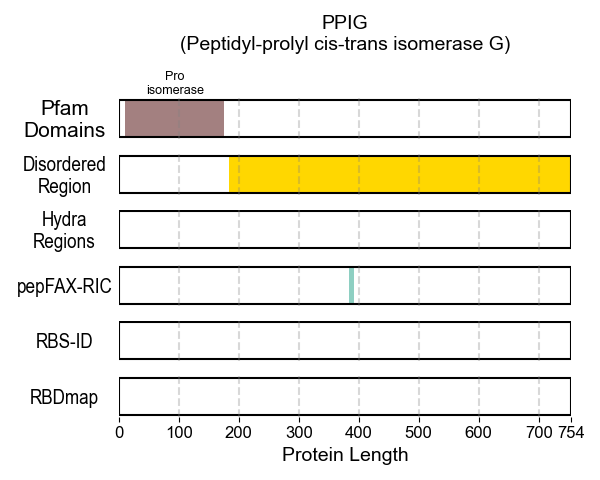 PPIG
(Peptidyl-prolyl cis-trans isomerase G)
Pro
isomerase
Pfam
Domains
Disordered
Region
Hydra
Regions
pepFAX-RIC
RBS-ID
RBDmap
0 100 200 300 400 500 600 700 754
Protein Length